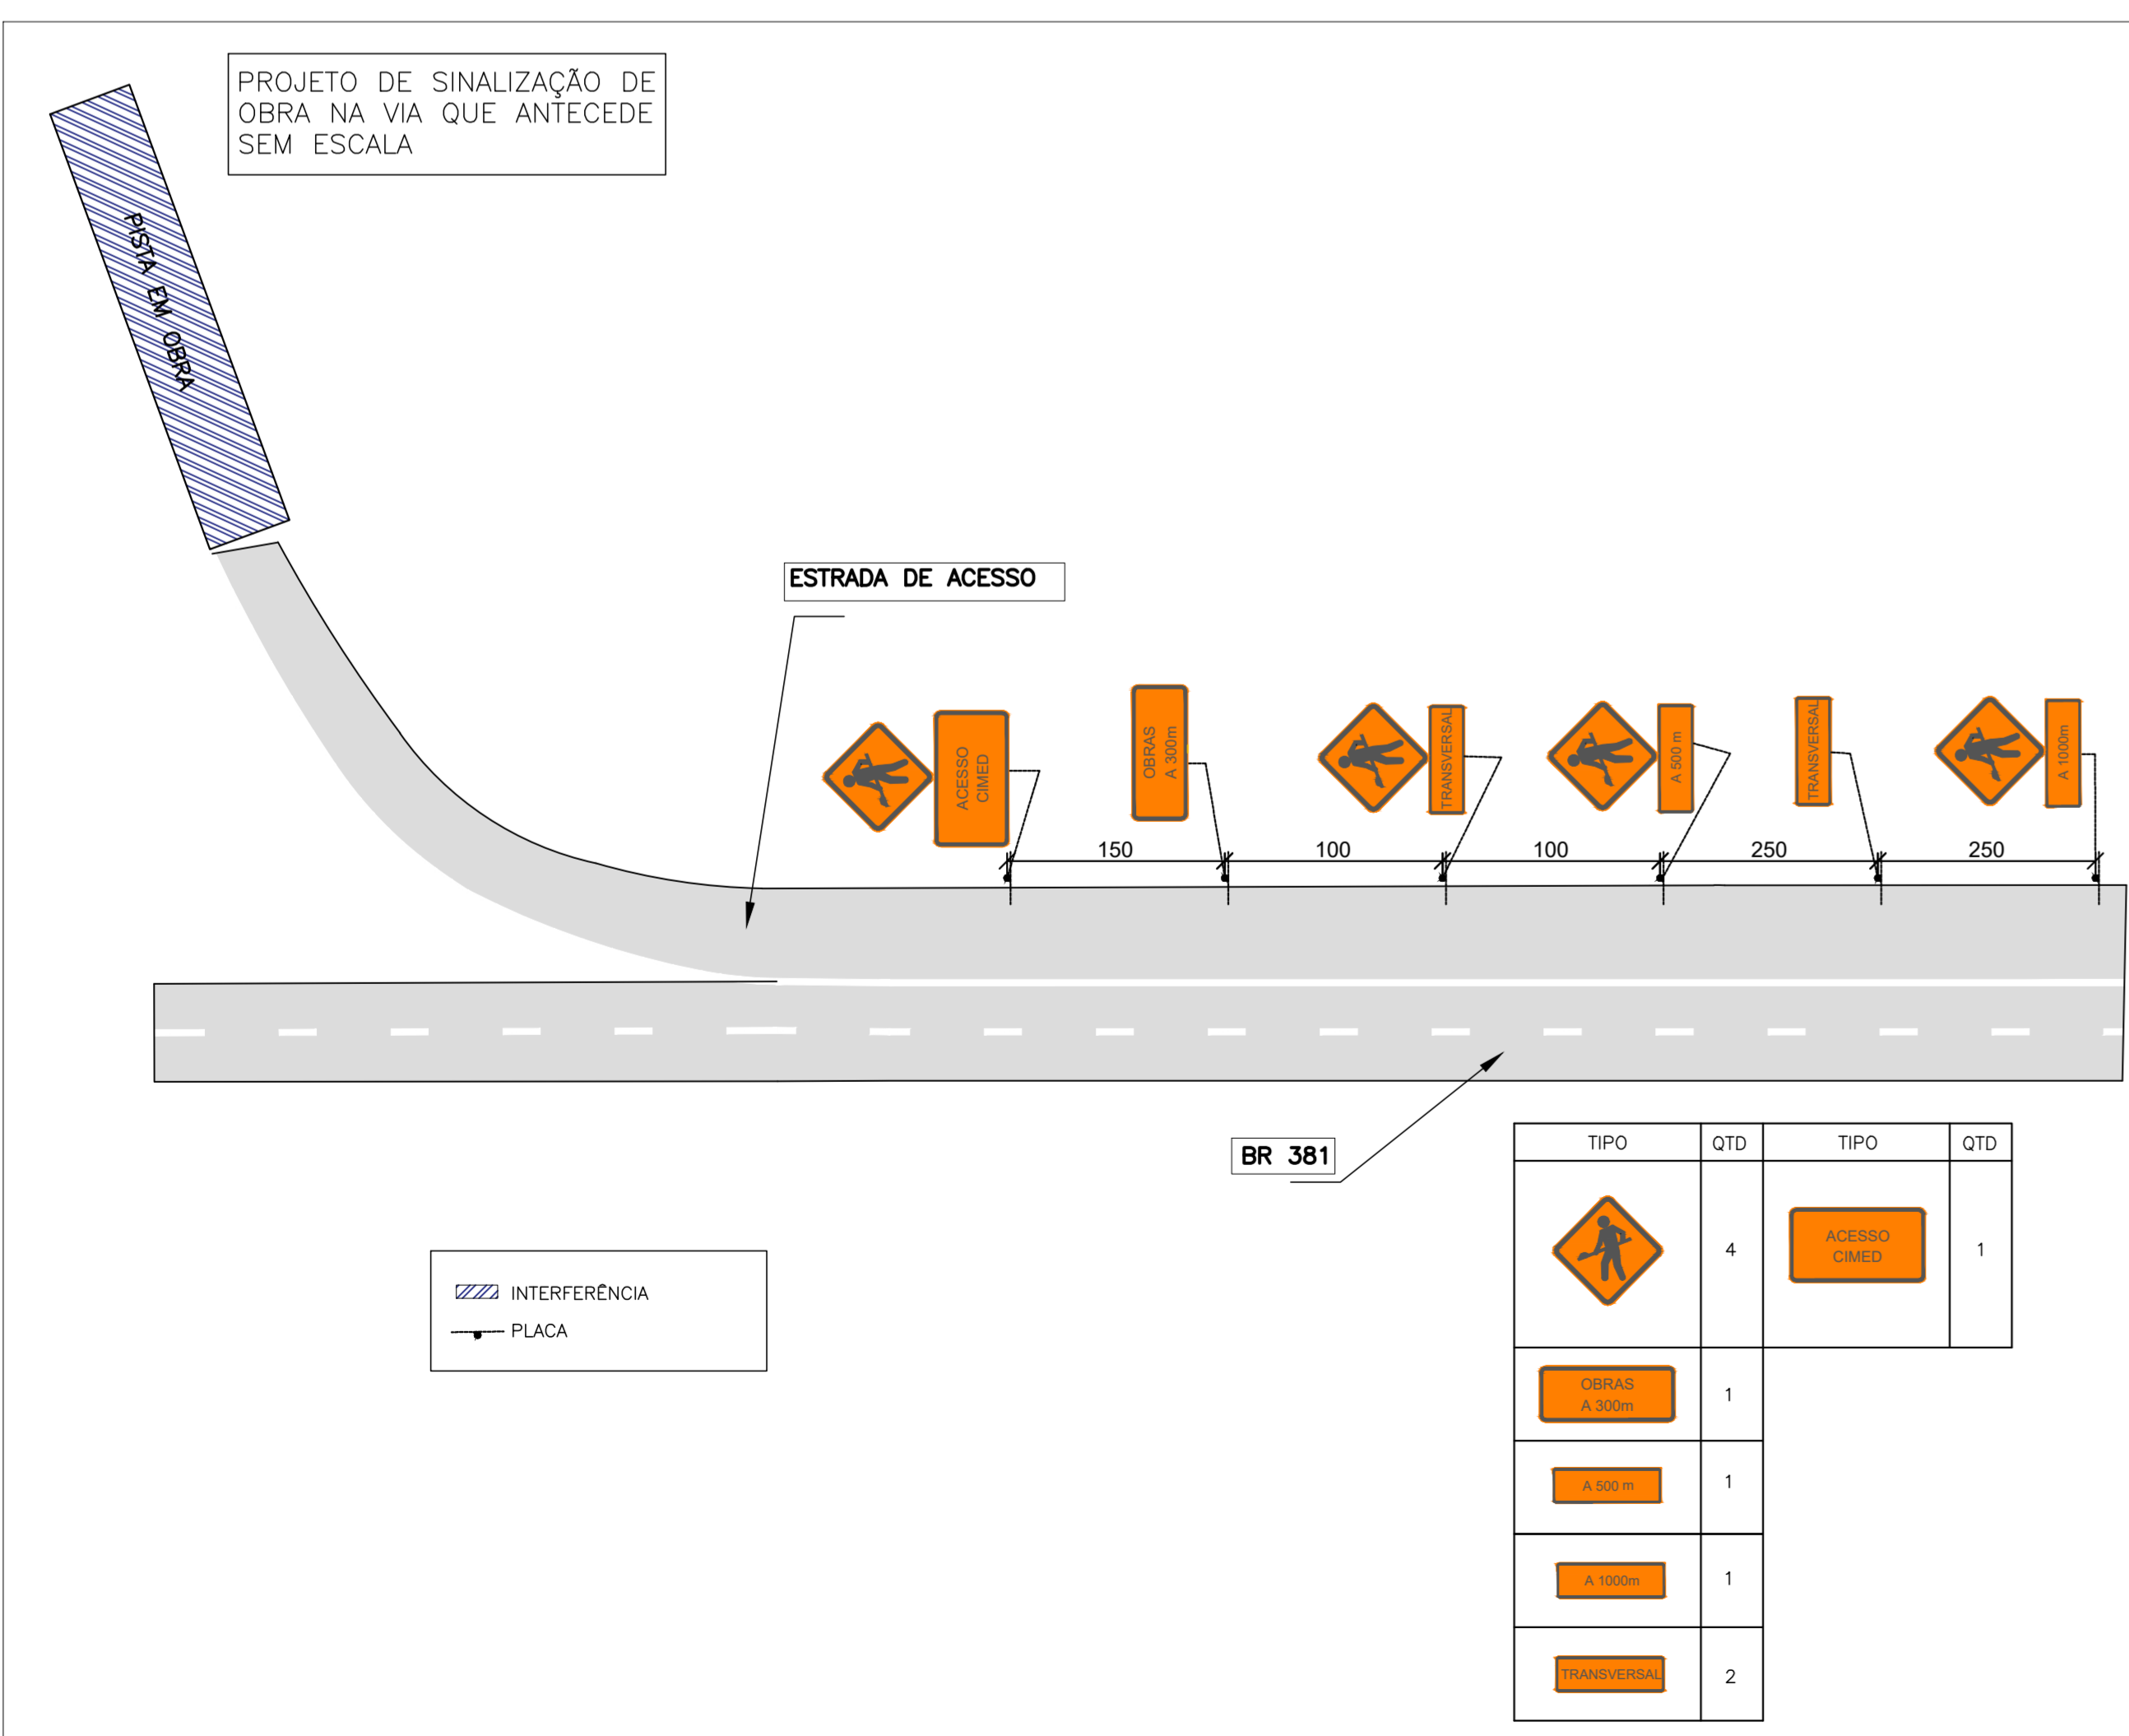 PROJETO DE SINALIZAÇÃO DE
OBRA NA VIA QUE ANTECEDE
SEM ESCALA
PISTA EM OBRA
ESTRADA DE ACESSO
ACESSO
CIMED
OBRAS
A 300m
TRANSVERSAL
A 500 m
TRANSVERSAL
A 1000m
150
100
100
250
250
BR 381
TIPO QTD TIPO QTD
4
ACESSO
CIMED
1
OBRAS
A 300m
1
A 500 m
1
A 1000m
1
TRANSVERSAL
2
INTERFERÊNCIA
PLACA